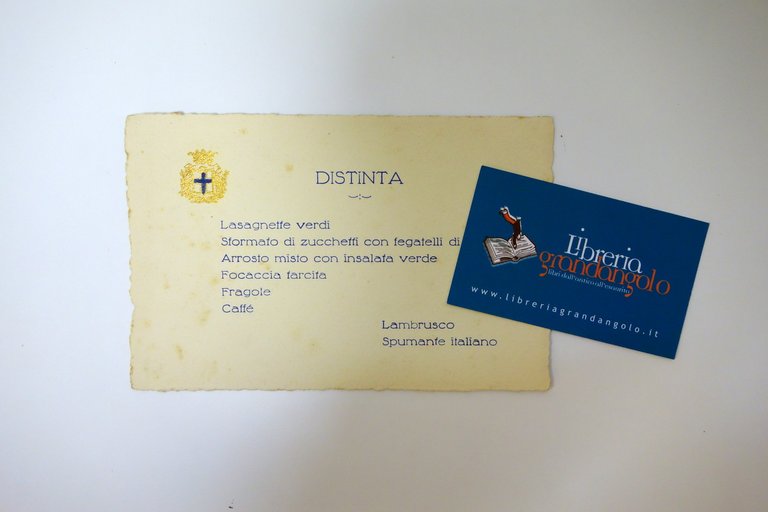 DISTINTA
Lasagnette verdi
Sformato di zucchetti con fegatelli di
Arrosto misto con insalata verde
Focaccia farcita
Fragole
Caffé
Lambrusco
Spumante italiano
Libreria
grandangolo
libri dall'antico all'esaurito
www.libreriagrandangolo.it